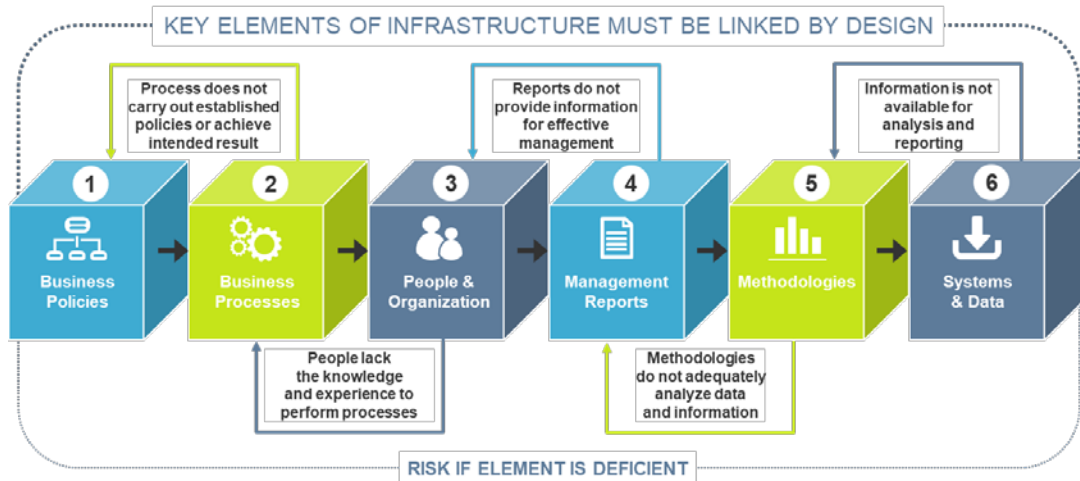 KEY ELEMENTS OF INFRASTRUCTURE MUST BE LINKED BY DESIGN
Process does not
carry out established
policies or achieve
intended result
Reports do not
provide information
for effective
management
Information is not
available for
analysis and
reporting
1
2
3
4
5
6
Business
Policies
Business
Processes
People &
Organization
Management
Reports
Methodologies
Systems
& Data
People lack
the knowledge
and experience to
perform processes
Methodologies
do not adequately
analyze data
and information
RISK IF ELEMENT IS DEFICIENT